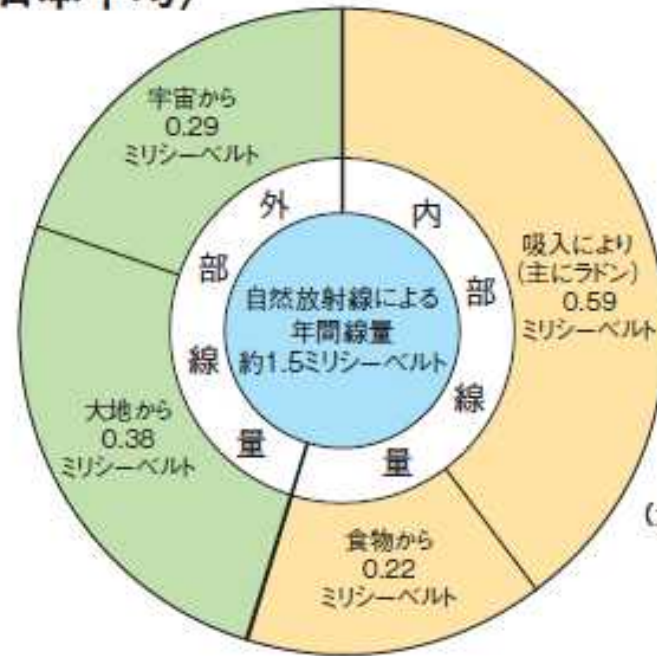 宇宙から
0.29
ミリシーベルト
外部線量
内部線量
吸入により
(主にラドン)
0.59
ミリシーベルト
自然放射線による
年間線量
約1.5ミリシーベルト
大地から
0.38
ミリシーベルト
食物から
0.22
ミリシーベルト